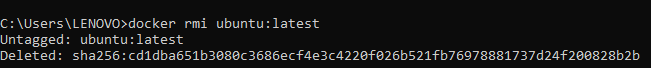 C:\Users\LENOVO>docker rmi ubuntu:latest
Untagged: ubuntu:latest
Deleted: sha256:cd1dba651b3080c3686ecf4e3c4220f026b521fb76978881737d24f200828b2b